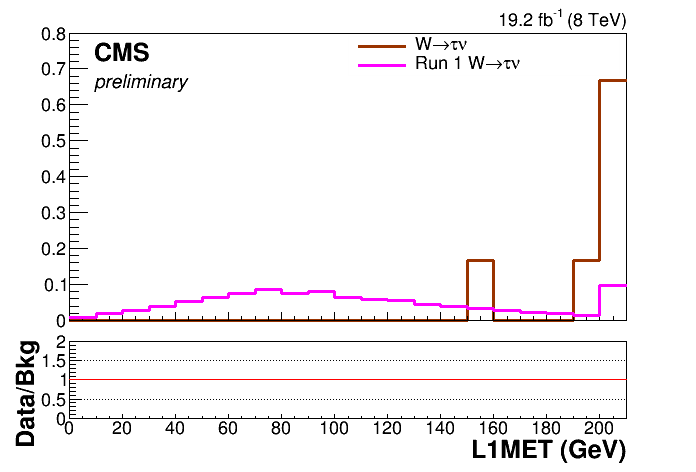 19.2 fb⁻¹ (8 TeV)
CMS
preliminary
W→τν
Run 1 W→τν
0.8
0.7
0.6
0.5
0.4
0.3
0.2
0.1
0
Data/Bkg
2
1.5
1
0.5
0
0 20 40 60 80 100 120 140 160 180 200
L1MET (GeV)